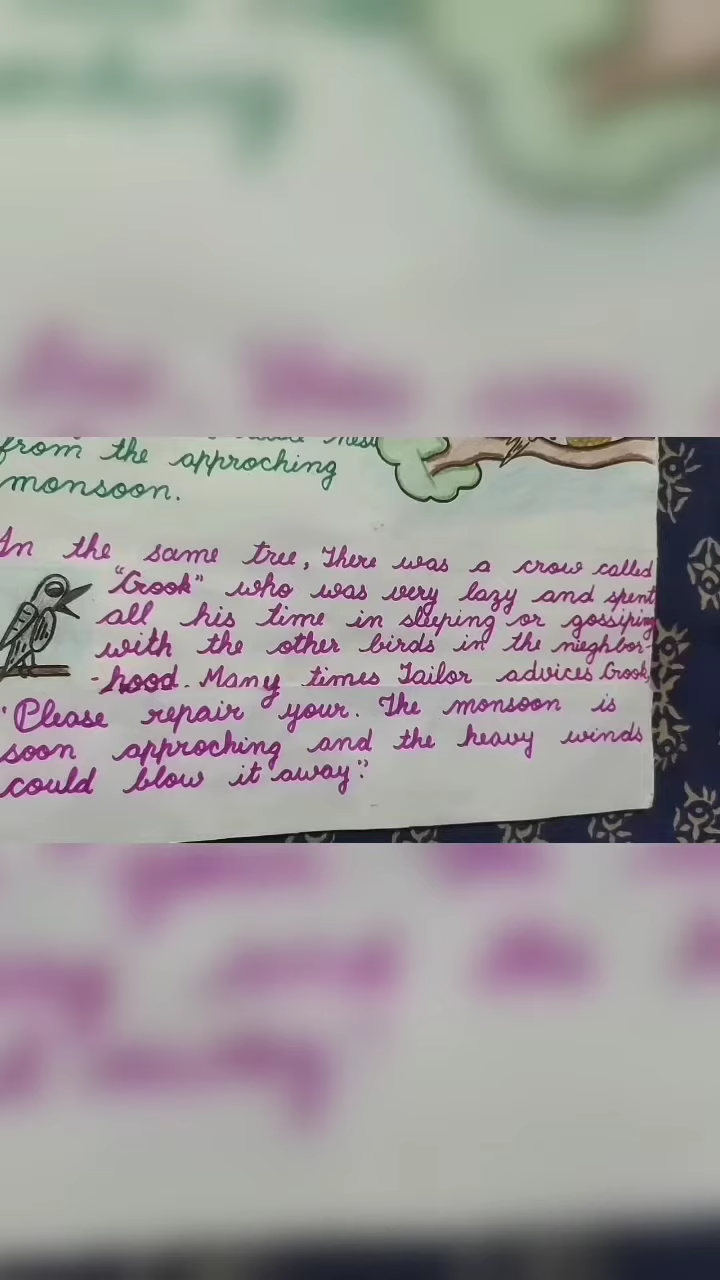 from the approching
monsoon.
In the same tree, There was a crow called
"Crook" who was very lazy and spent
all his time in sleeping or gossiping
with the other birds in the nieghbor-
-hood. Many times Tailor advices Crook,
"Please repair your. The monsoon is
soon approching and the heavy winds
could blow it away".